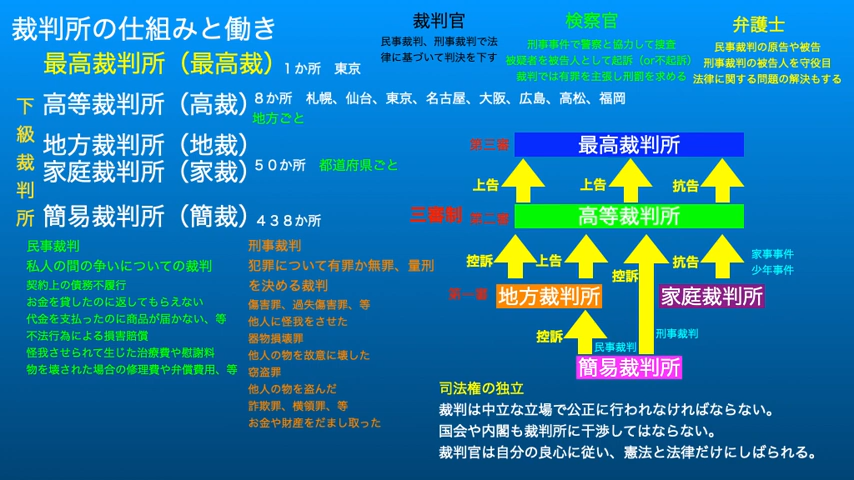 裁判所の仕組みと働き
裁判官
民事裁判、刑事裁判で法
律に基づいて判決を下す
検察官
刑事事件で警察と協力して捜査
被疑者を被告人として起訴（or不起訴）
裁判では有罪を主張し刑罰を求める
弁護士
民事裁判の原告や被告
刑事裁判の被告人を守役目
法律に関する問題の解決もする
最高裁判所（最高裁） １か所 東京
下級裁判所
高等裁判所（高裁） ８か所 札幌、仙台、東京、名古屋、大阪、広島、高松、福岡
地方ごと
地方裁判所（地裁）
家庭裁判所（家裁） ５０か所 都道府県ごと
簡易裁判所（簡裁） ４３８か所
民事裁判
私人の間の争いについての裁判
契約上の債務不履行
お金を貸したのに返してもらえない
代金を支払ったのに商品が届かない、等
不法行為による損害賠償
怪我させられて生じた治療費や慰謝料
物を壊された場合の修理費や弁償費用、等
刑事裁判
犯罪について有罪か無罪、量刑
を決める裁判
傷害罪、過失傷害罪、等
他人に怪我をさせた
器物損壊罪
他人の物を故意に壊した
窃盗罪
他人の物を盗んだ
詐欺罪、横領罪、等
お金や財産をだまし取った
第三審 最高裁判所
上告 上告 抗告
三審制 第二審 高等裁判所
控訴 上告 控訴 抗告 家事事件
少年事件
第一審 地方裁判所 家庭裁判所
控訴 民事裁判 刑事裁判
簡易裁判所
司法権の独立
裁判は中立な立場で公正に行われなければならない。
国会や内閣も裁判所に干渉してはならない。
裁判官は自分の良心に従い、憲法と法律だけにしばられる。